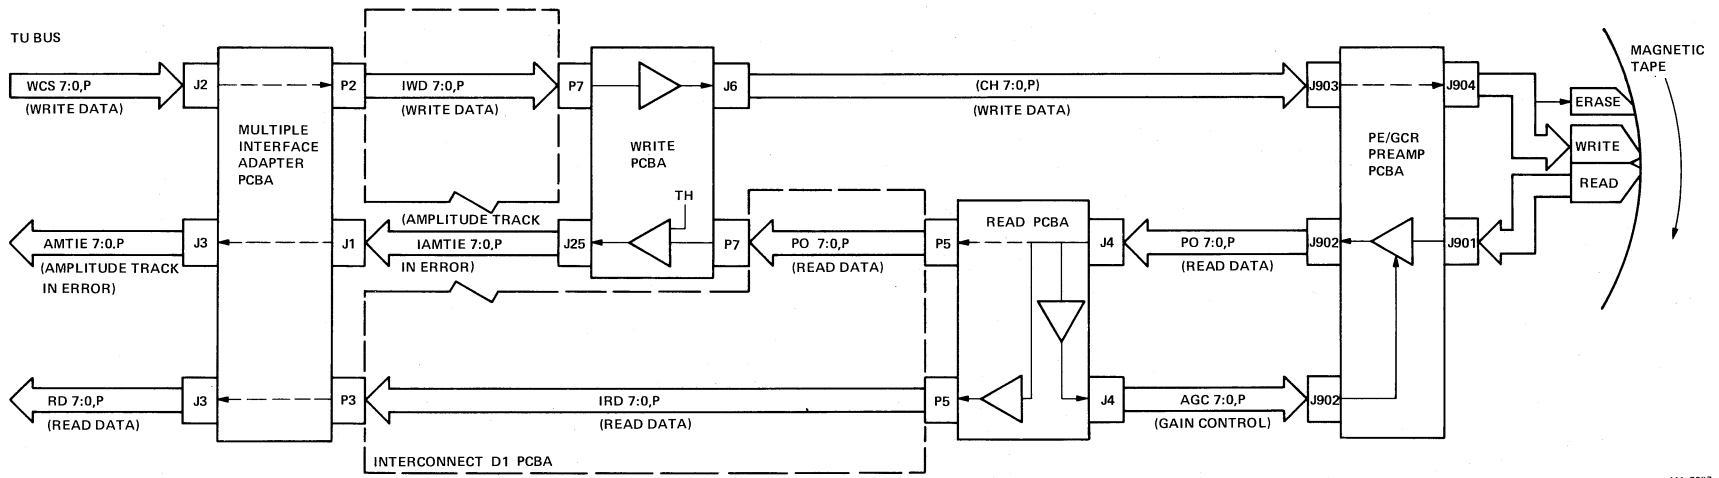 TU BUS
WCS 7:0,P
(WRITE DATA)
J2
P2
IWD 7:0,P
(WRITE DATA)
P7
J6
(CH 7:0,P)
(WRITE DATA)
J903
J904
MAGNETIC
TAPE
ERASE
WRITE
READ
MULTIPLE
INTERFACE
ADAPTER
PCBA
WRITE
PCBA
PE/GCR
PREAMP
PCBA
TH
AMTIE 7:0,P
(AMPLITUDE TRACK
IN ERROR)
J3
J1
(AMPLITUDE TRACK
IAMTIE 7:0,P
IN ERROR)
J25
P7
PO 7:0,P
(READ DATA)
P5
READ PCBA
J4
PO 7:0,P
(READ DATA)
J902
J901
RD 7:0,P
(READ DATA)
J3
P3
IRD 7:0,P
(READ DATA)
P5
J4
AGC 7:0,P
(GAIN CONTROL)
J902
INTERCONNECT D1 PCBA